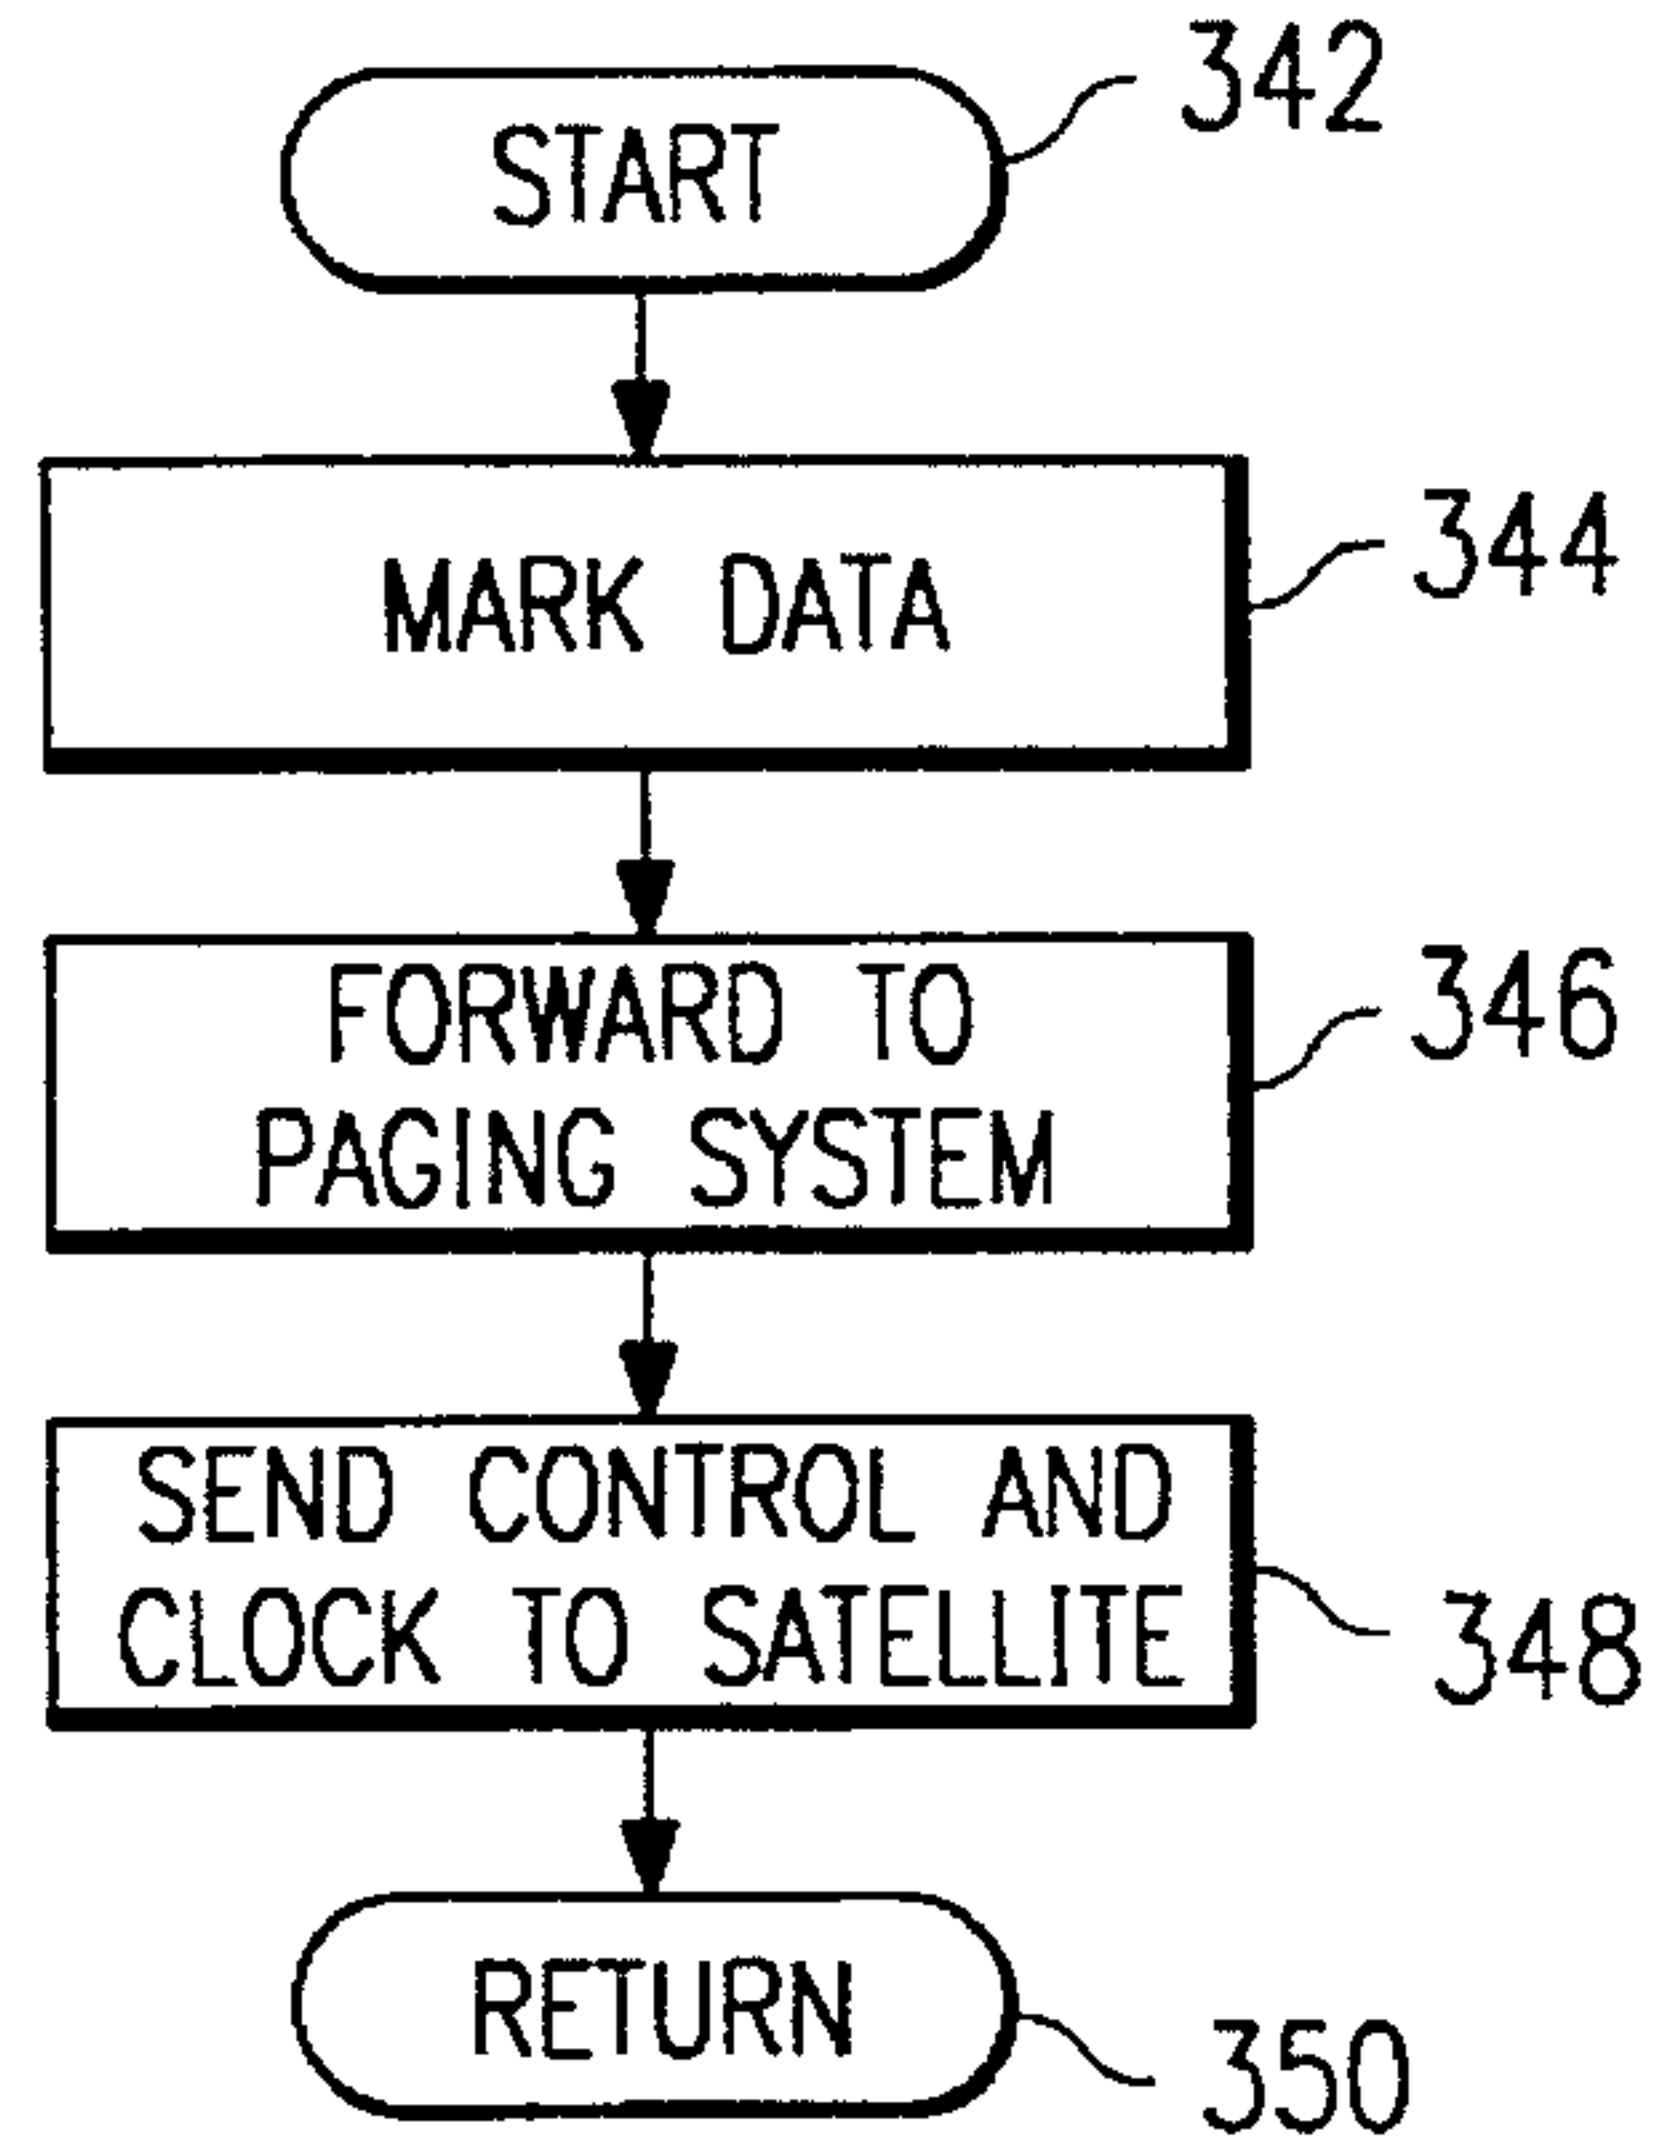 START
342
MARK DATA
344
FORWARD TO
PAGING SYSTEM
346
SEND CONTROL AND
CLOCK TO SATELLITE
348
RETURN
350